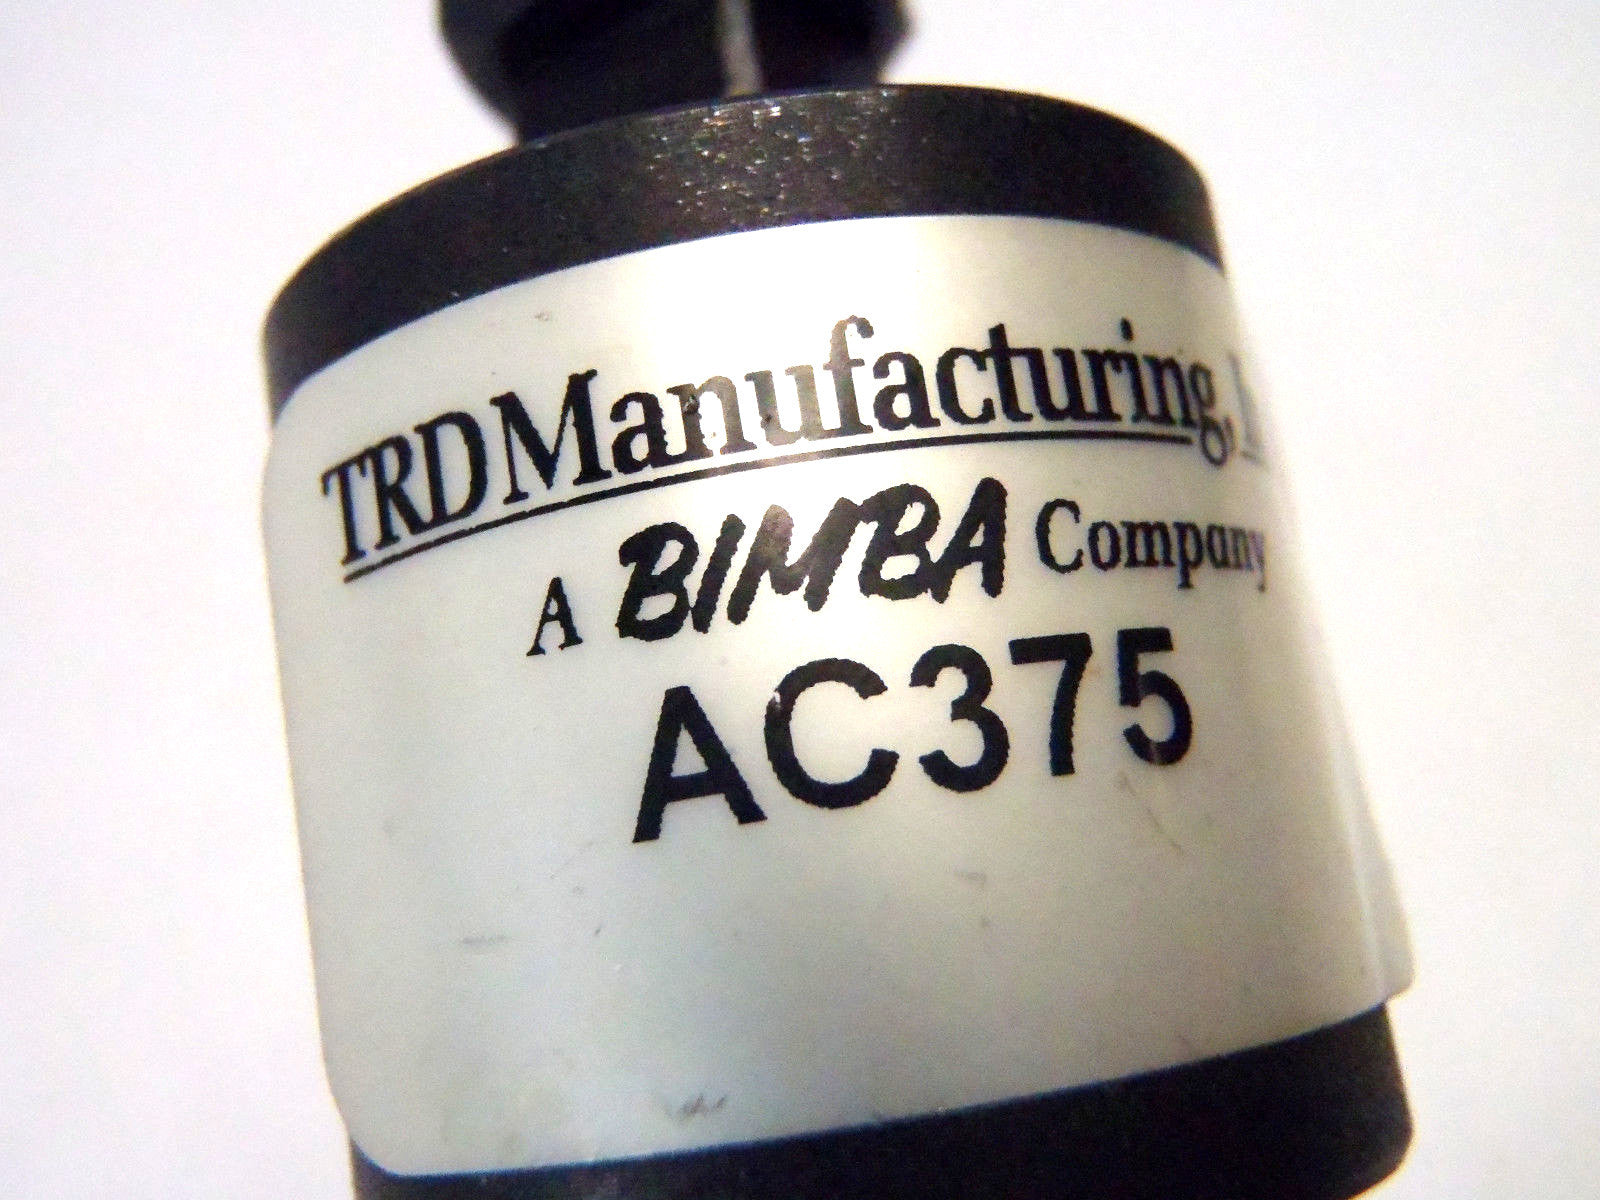 TRD Manufacturing,
A BIMBA Company
AC375